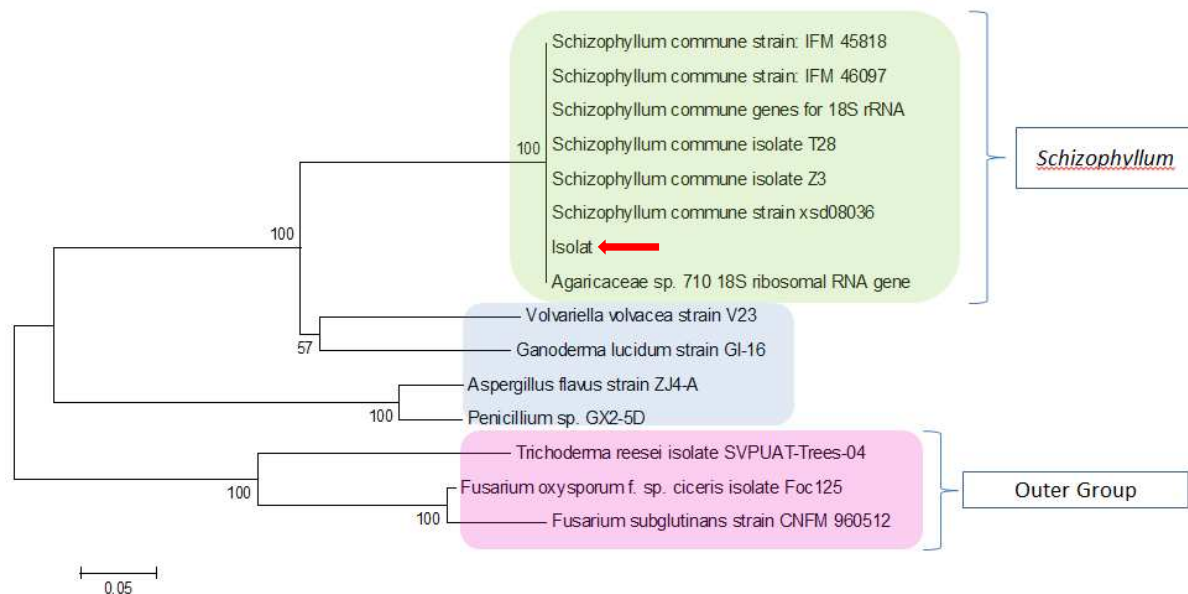 Schizophyllum commune strain: IFM 45818
Schizophyllum commune strain: IFM 46097
Schizophyllum commune genes for 18S rRNA
Schizophyllum commune isolate T28
Schizophyllum commune isolate Z3
Schizophyllum commune strain xsd08036
Isolat
Agaricaceae sp. 710 18S ribosomal RNA gene
Volvariella volvacea strain V23
Ganoderma lucidum strain Gl-16
Aspergillus flavus strain ZJ4-A
Penicillium sp. GX2-5D
Trichoderma reesei isolate SVPUAT-Trees-04
Fusarium oxysporum f. sp. ciceris isolate Foc125
Fusarium subglutinans strain CNFM 960512
100
100
57
100
100
100
0.05
Schizophyllum
Outer Group